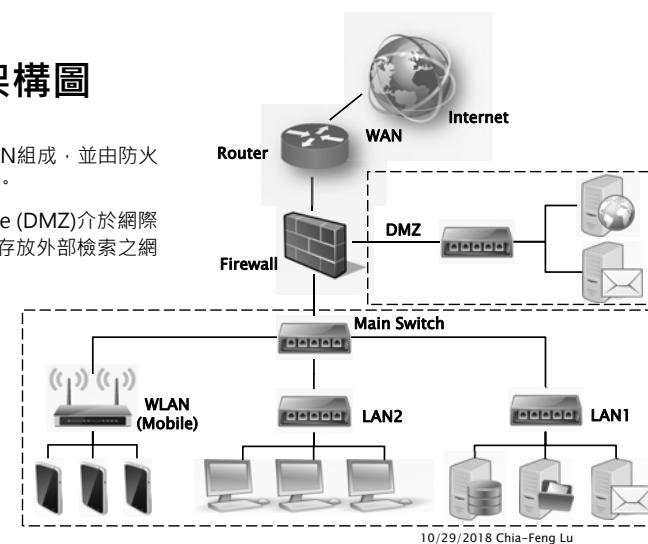 架構圖
N組成，並由防火
。
e (DMZ)介於網際
存放外部檢索之網
Internet
WAN
Router
DMZ
Firewall
Main Switch
WLAN
(Mobile)
LAN2
LAN1
10/29/2018 Chia-Feng Lu